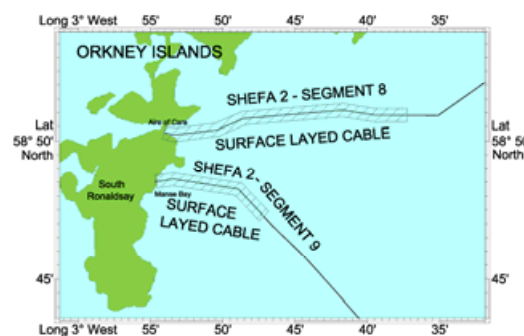 Long 3° West 55' 50' 45' 40' 35'
ORKNEY ISLANDS
SHEFA 2 - SEGMENT 8
Airs of Cara
Lat
58° 50'
North
Lat
58° 50'
North
SURFACE LAYED CABLE
SHEFA 2- SEGMENT 9
South
Ronaldsay
Manse Bay
SURFACE
LAYED CABLE
45'
45'
Long 3° West 55' 50' 45' 40' 35'